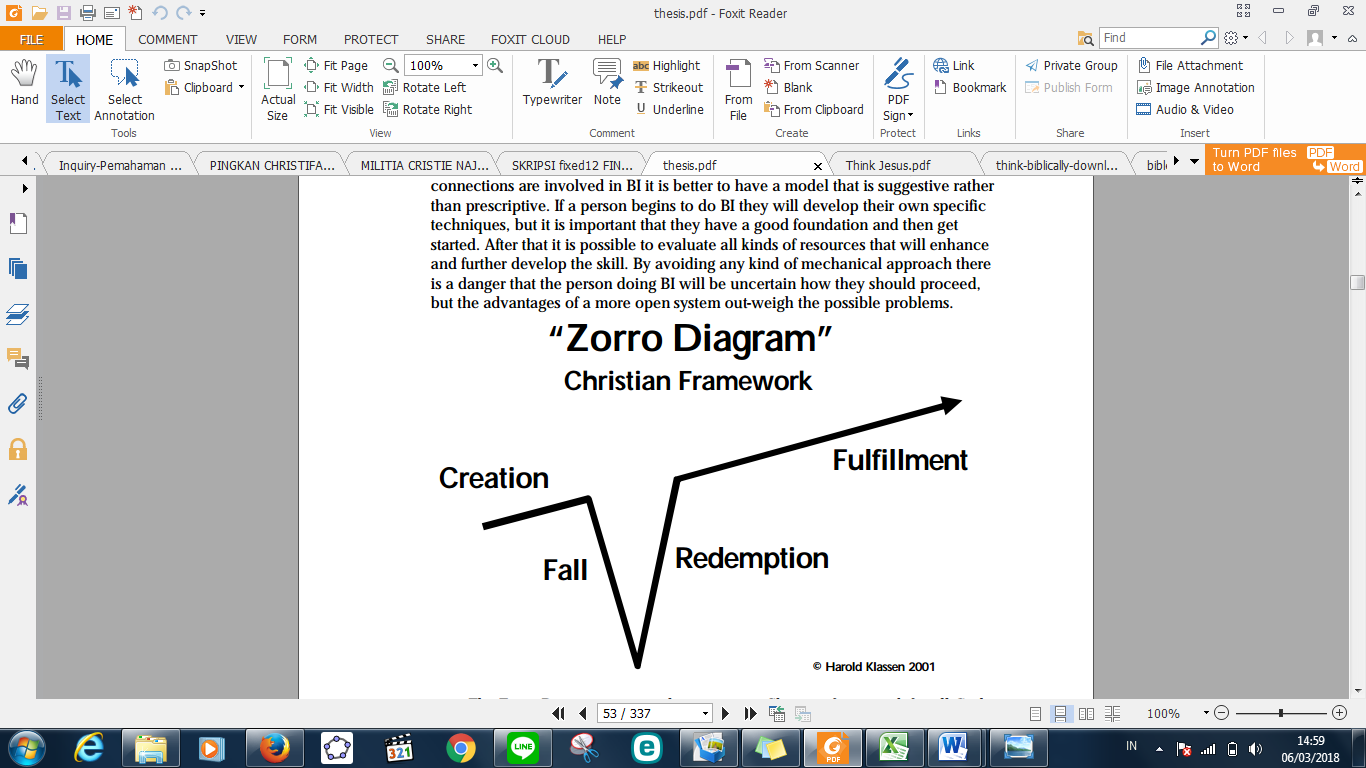 thesis.pdf - Foxit Reader
FILE HOME COMMENT VIEW FORM PROTECT SHARE FOXIT CLOUD HELP Find
SnapShot Fit Page 100% Highlight From Scanner Link Private Group File Attachment
Clipboard Fit Width Rotate Left Strikeout Blank Bookmark Publish Form Image Annotation
Fit Visible Rotate Right Underline From Clipboard Audio & Video
Hand Select Text Select Annotation Actual Size Typewriter Note From File PDF Sign
Tools View Comment Create Protect Links Share Insert
Inquiry-Pemahaman ... PINGKAN CHRISTIFA... MILITIA CRISTIE NAJ... SKRIPSI fixed12 FIN... thesis.pdf Think Jesus.pdf think-biblically-downl... bibl
Turn PDF files PDF
to Word Word
connections are involved in BI it is better to have a model that is suggestive rather
than prescriptive. If a person begins to do BI they will develop their own specific
techniques, but it is important that they have a good foundation and then get
started. After that it is possible to evaluate all kinds of resources that will enhance
and further develop the skill. By avoiding any kind of mechanical approach there
is a danger that the person doing BI will be uncertain how they should proceed,
but the advantages of a more open system out-weigh the possible problems.
“Zorro Diagram”
Christian Framework
Fulfillment
Creation
Redemption
Fall
© Harold Klassen 2001
53 / 337 100%
321 LINE PDF IN 14:59
06/03/2018